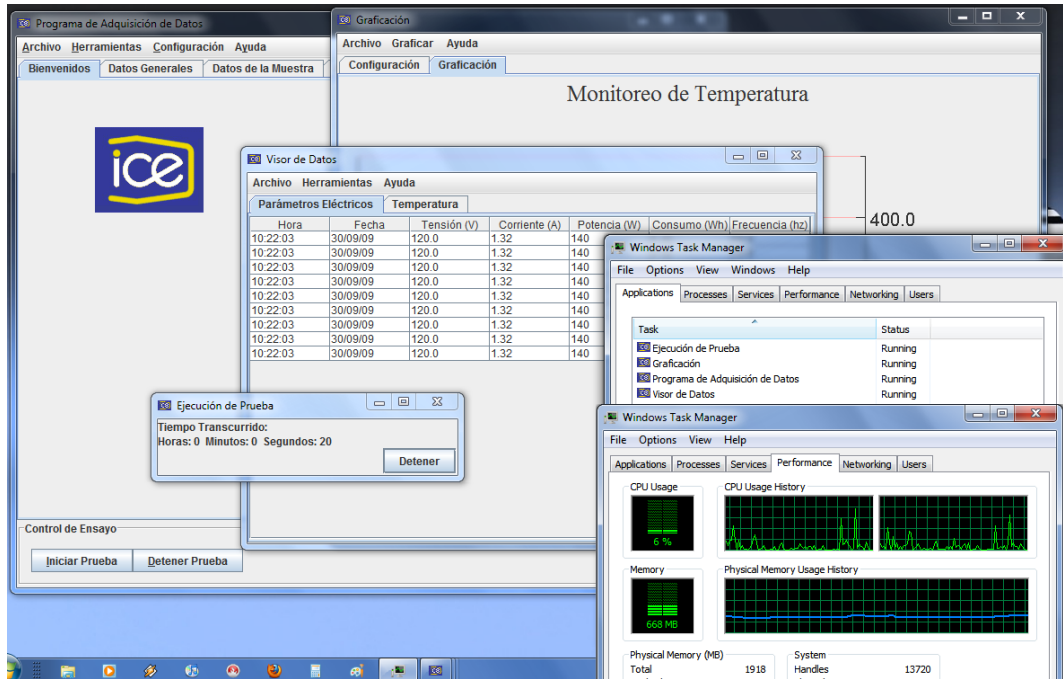 Programa de Adquisición de Datos
Archivo Herramientas Configuración Ayuda
Bienvenidos Datos Generales Datos de la Muestra
ice
Control de Ensayo
Iniciar Prueba Detener Prueba
Graficación
Archivo Graficar Ayuda
Configuración Graficación
Monitoreo de Temperatura
400.0
Visor de Datos
Archivo Herramientas Ayuda
Parámetros Eléctricos Temperatura
Hora Fecha Tensión (V) Corriente (A) Potencia (W) Consumo (Wh) Frecuencia (hz)
10:22:03 30/09/09 120.0 1.32 140
10:22:03 30/09/09 120.0 1.32 140
10:22:03 30/09/09 120.0 1.32 140
10:22:03 30/09/09 120.0 1.32 140
10:22:03 30/09/09 120.0 1.32 140
10:22:03 30/09/09 120.0 1.32 140
10:22:03 30/09/09 120.0 1.32 140
10:22:03 30/09/09 120.0 1.32 140
10:22:03 30/09/09 120.0 1.32 140
Ejecución de Prueba
Tiempo Transcurrido:
Horas: 0 Minutos: 0 Segundos: 20
Detener
Windows Task Manager
File Options View Windows Help
Applications Processes Services Performance Networking Users
Task Status
Ejecución de Prueba Running
Graficación Running
Programa de Adquisición de Datos Running
Visor de Datos Running
Windows Task Manager
File Options View Help
Applications Processes Services Performance Networking Users
CPU Usage CPU Usage History
6 %
Memory Physical Memory Usage History
668 MB
Physical Memory (MB) System
Total 1918 Handles 13720